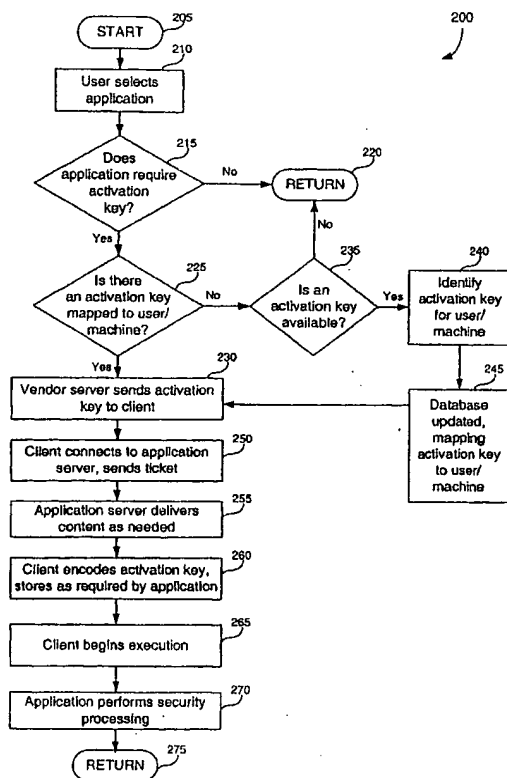 205
START
200
210
User selects
application
215
Does
application require
activation
key?
No
220
RETURN
Yes
No
225
Is there
an activation key
mapped to user/
machine?
No
235
Is an
activation key
available?
Yes
240
Identify
activation key
for user/
machine
Yes
230
Vendor server sends activation
key to client
245
Database
updated,
mapping
activation key
to user/
machine
250
Client connects to application
server, sends ticket
255
Application server delivers
content as needed
260
Client encodes activation key,
stores as required by application
265
Client begins execution
270
Application performs security
processing
RETURN
275